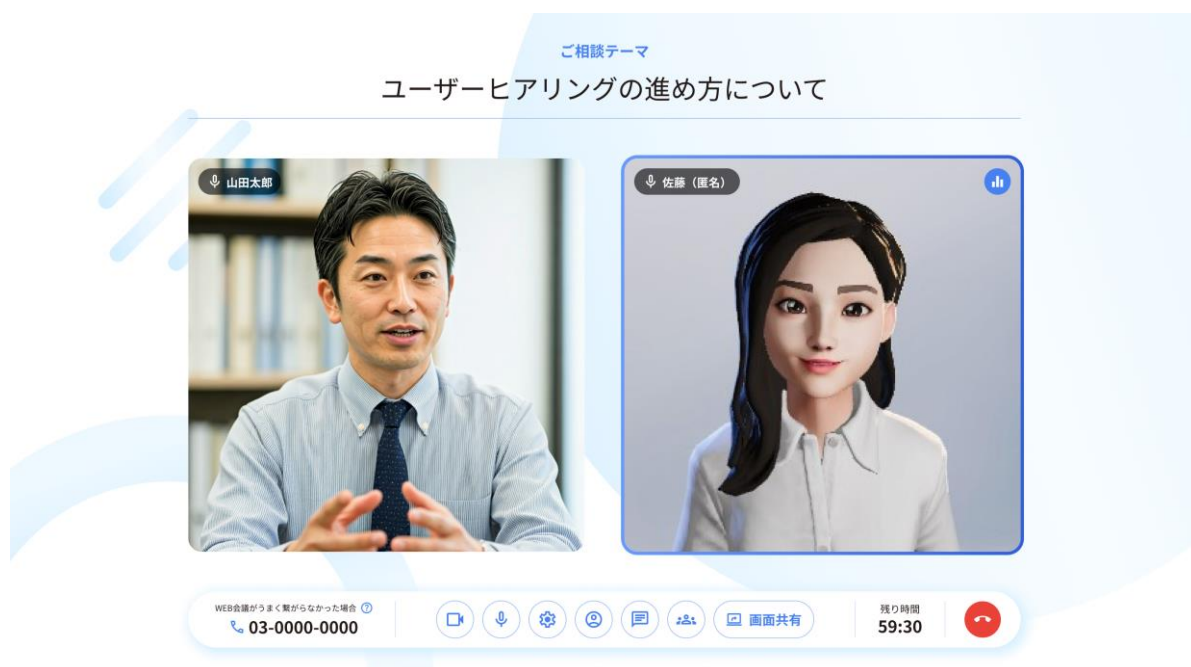 ご相談テーマ
ユーザーヒアリングの進め方について
山田太郎
佐藤（匿名）
WEB会議がうまく繋がらなかった場合 ?
03-0000-0000
画面共有
残り時間
59:30